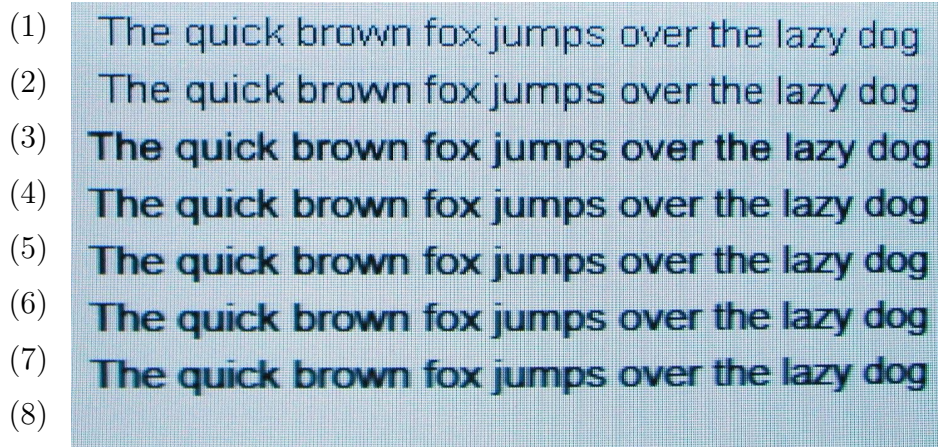 (1) The quick brown fox jumps over the lazy dog
(2) The quick brown fox jumps over the lazy dog
(3) The quick brown fox jumps over the lazy dog
(4) The quick brown fox jumps over the lazy dog
(5) The quick brown fox jumps over the lazy dog
(6) The quick brown fox jumps over the lazy dog
(7) The quick brown fox jumps over the lazy dog
(8)